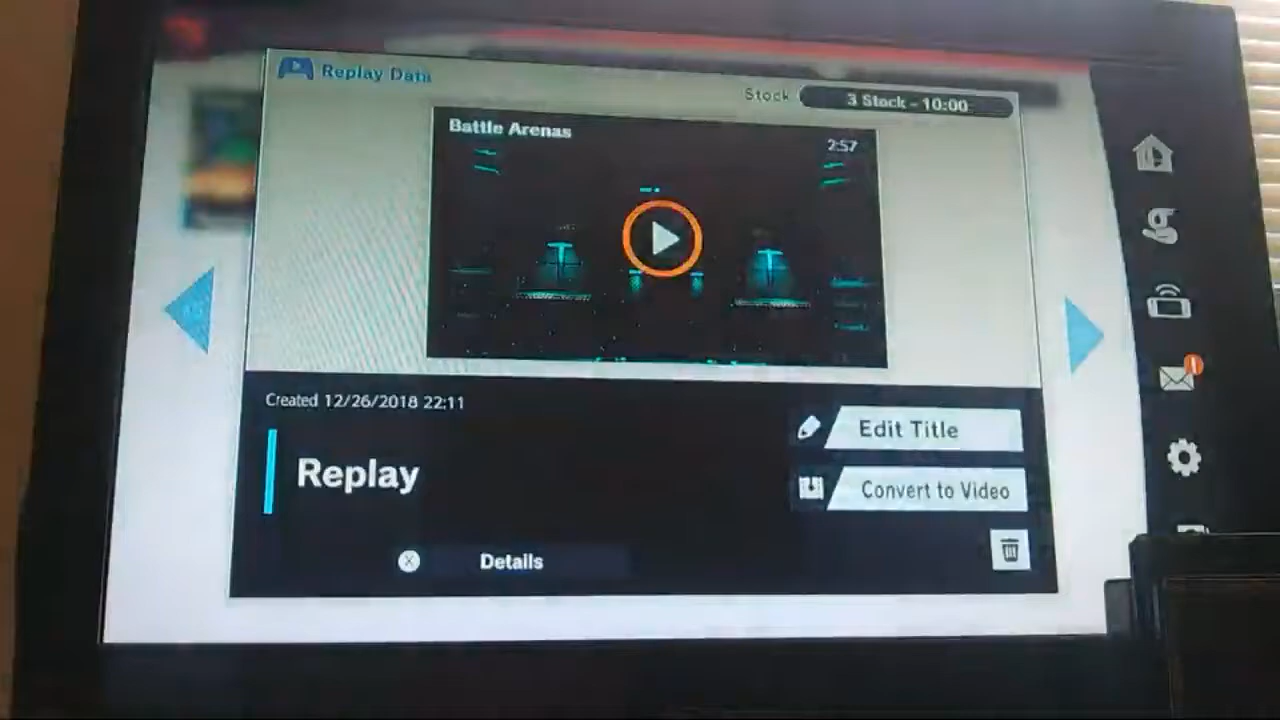 Replay Data
Stock 3 Stock - 10:00
Battle Arenas
2:57
Created 12/26/2018 22:11
Edit Title
Replay
Convert to Video
X Details